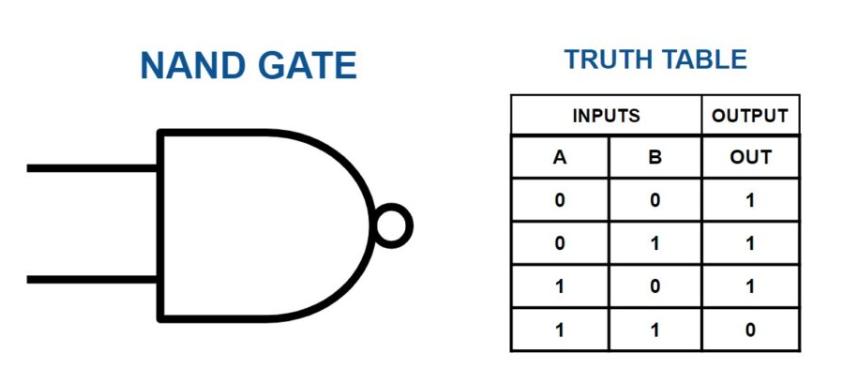 NAND GATE
TRUTH TABLE
INPUTS OUTPUT
A B OUT
0 0 1
0 1 1
1 0 1
1 1 0